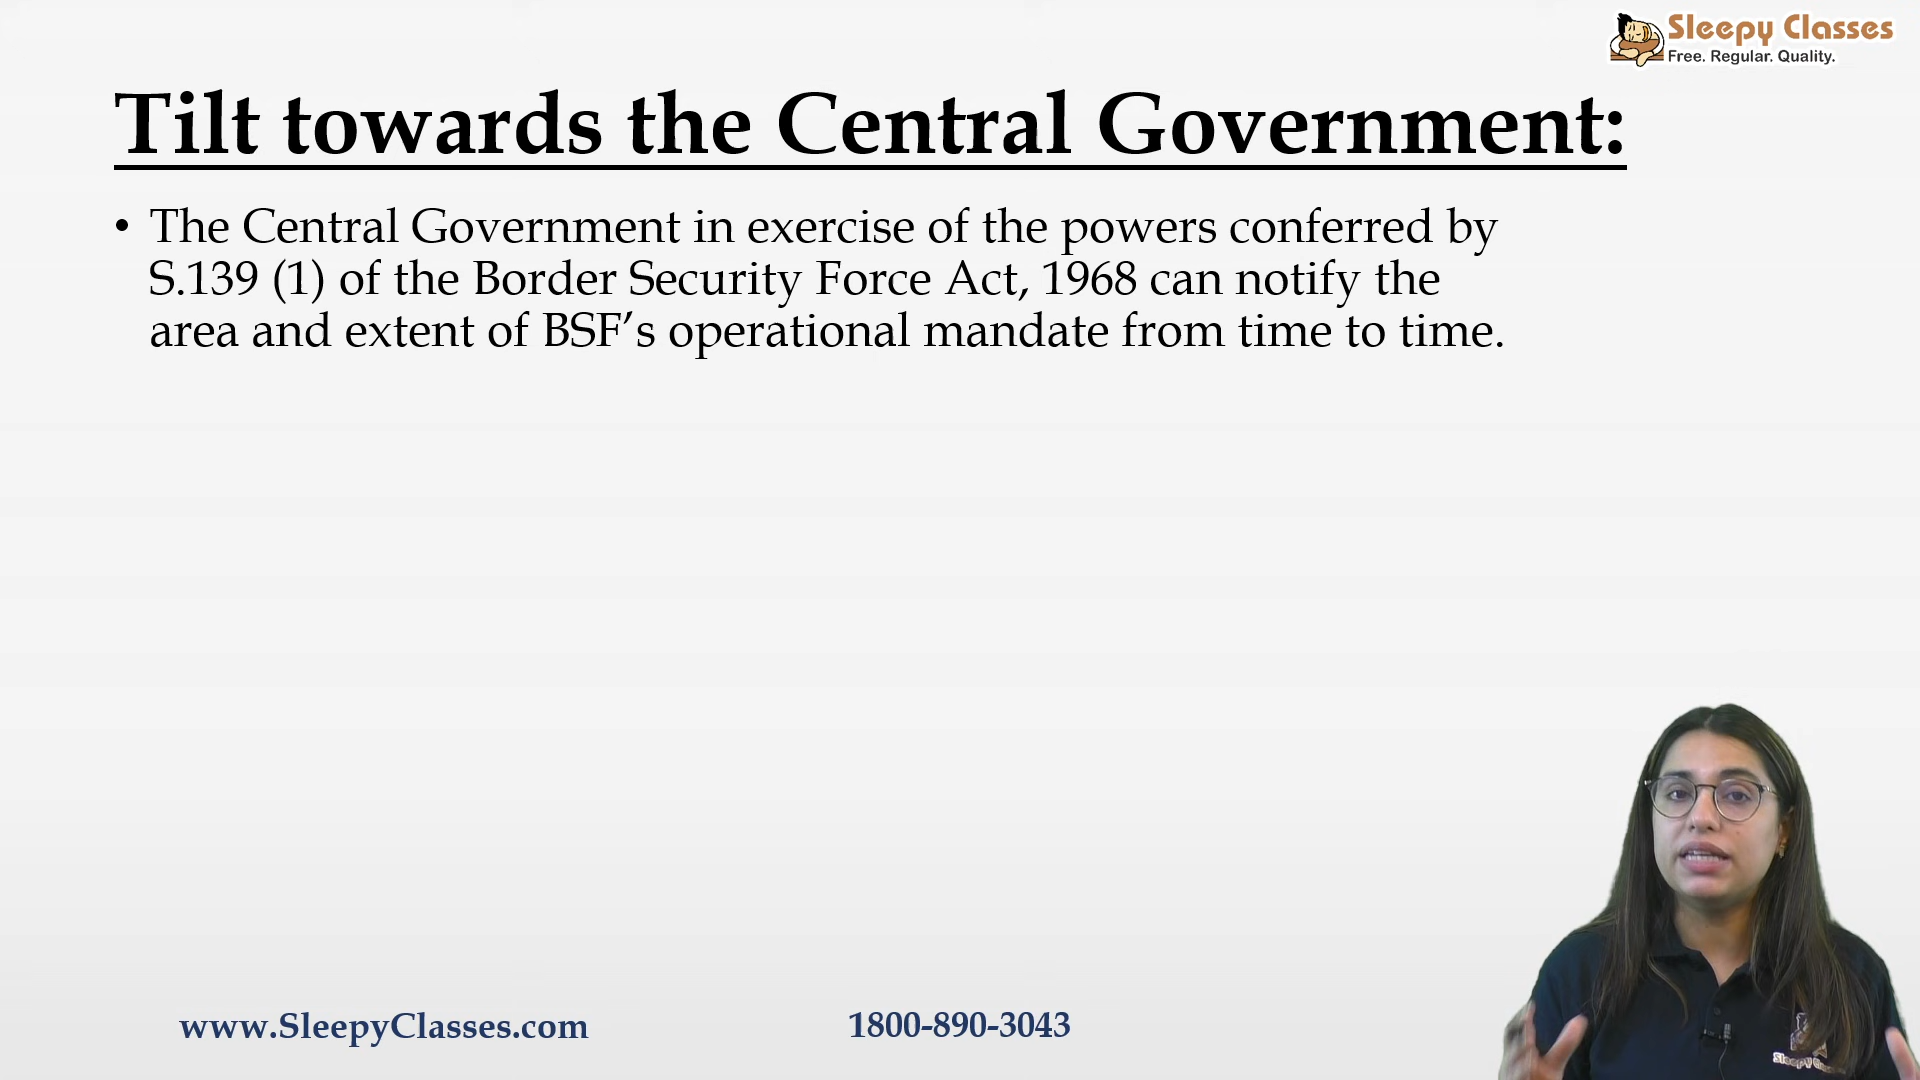 Sleepy Classes
Free. Regular. Quality.
Tilt towards the Central Government:
• The Central Government in exercise of the powers conferred by
S.139 (1) of the Border Security Force Act, 1968 can notify the
area and extent of BSF’s operational mandate from time to time.
www.SleepyClasses.com
1800-890-3043